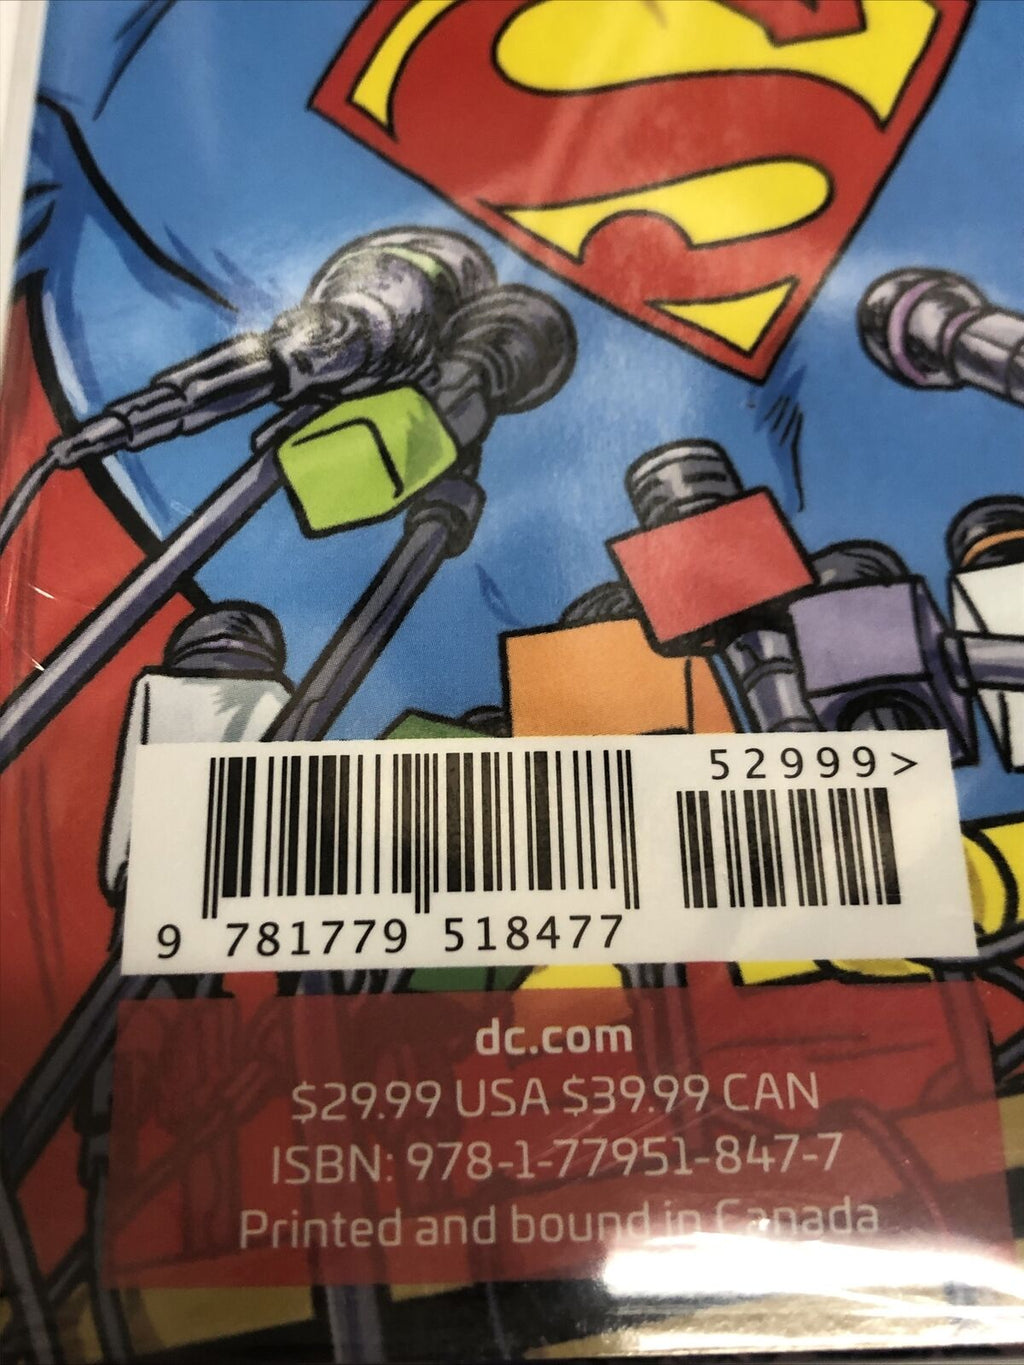 52999>
9 781779 518477
dc.com
$29.99 USA $39.99 CAN
ISBN: 978-1-77951-847-7
Printed and bound in Canada